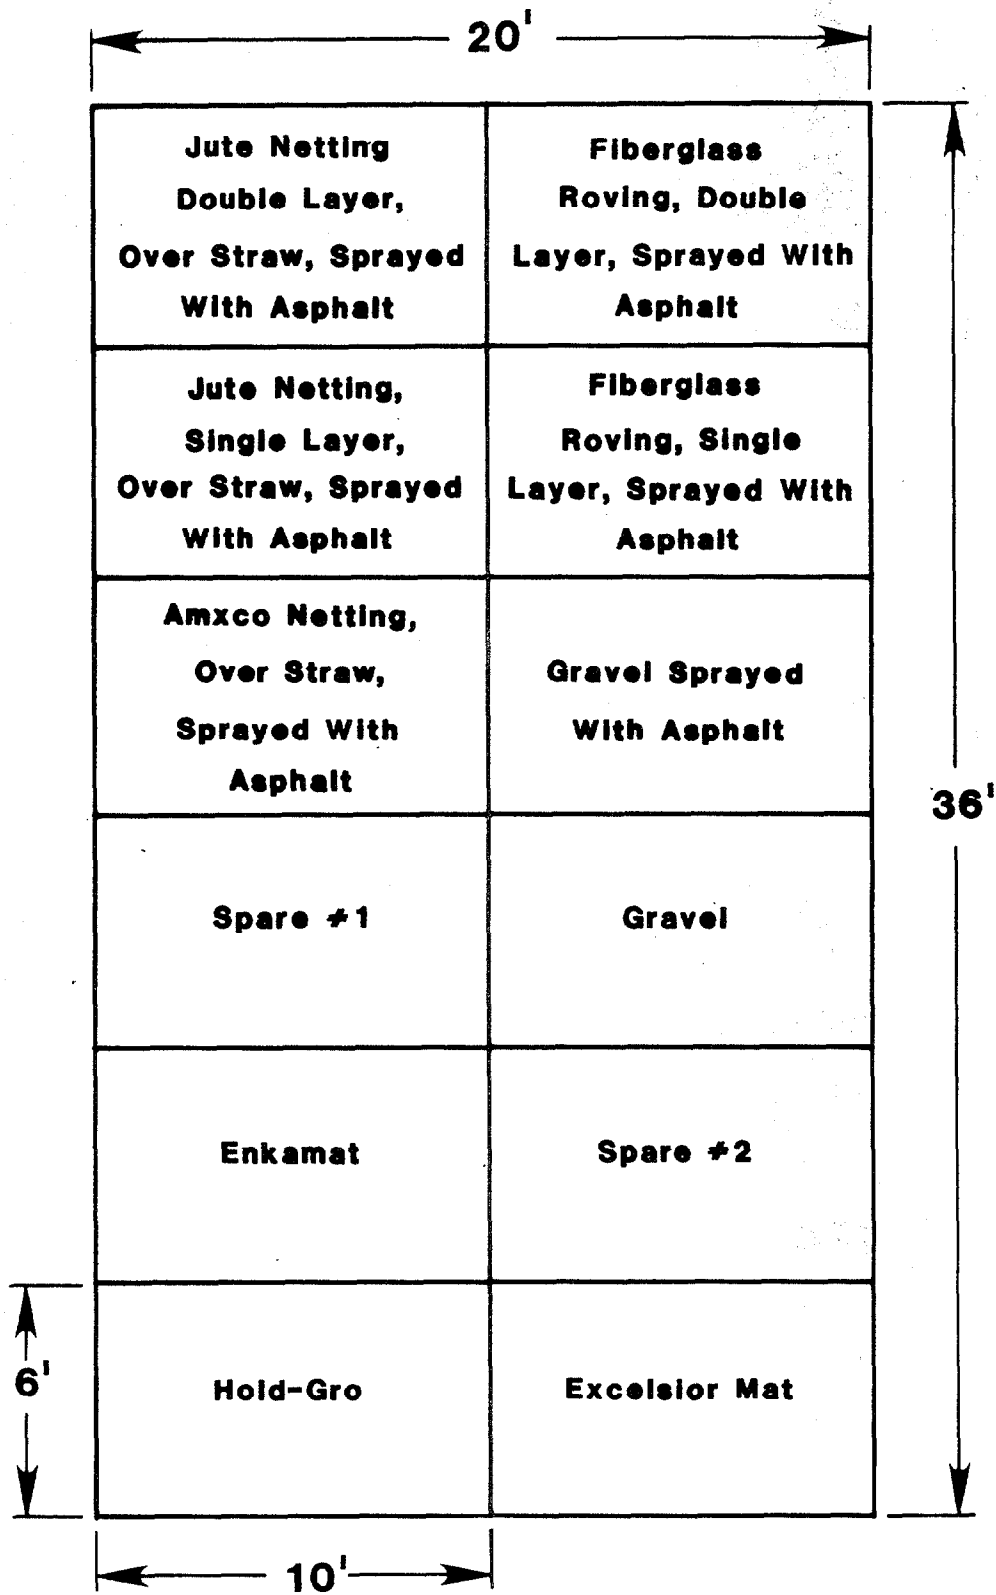 20'
Jute Netting
Double Layer,
Over Straw, Sprayed
With Asphalt
Fiberglass
Roving, Double
Layer, Sprayed With
Asphalt
Jute Netting,
Single Layer,
Over Straw, Sprayed
With Asphalt
Fiberglass
Roving, Single
Layer, Sprayed With
Asphalt
Amxco Netting,
Over Straw,
Sprayed With
Asphalt
Gravel Sprayed
With Asphalt
36'
Spare #1
Gravel
Enkamat
Spare #2
6'
Hold-Gro
Excelsior Mat
10'